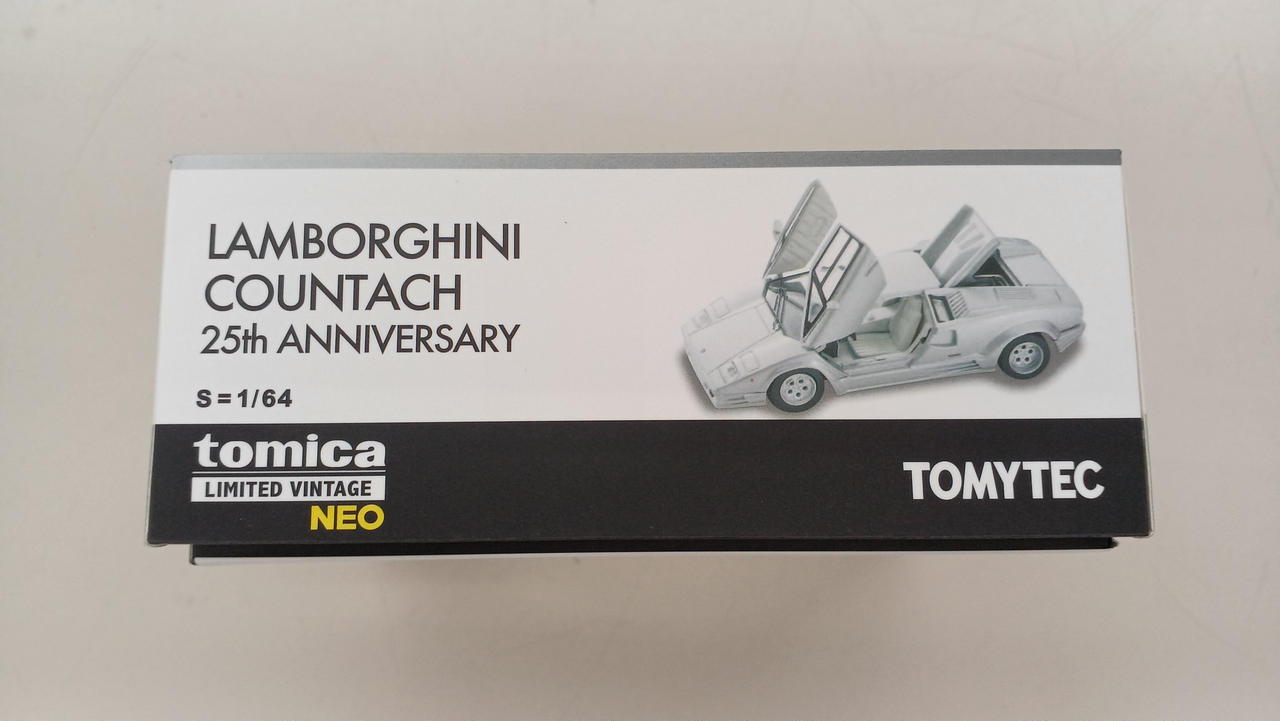 LAMBORGHINI
COUNTACH
25th ANNIVERSARY
S=1/64
tomica
LIMITED VINTAGE
NEO
TOMYTEC